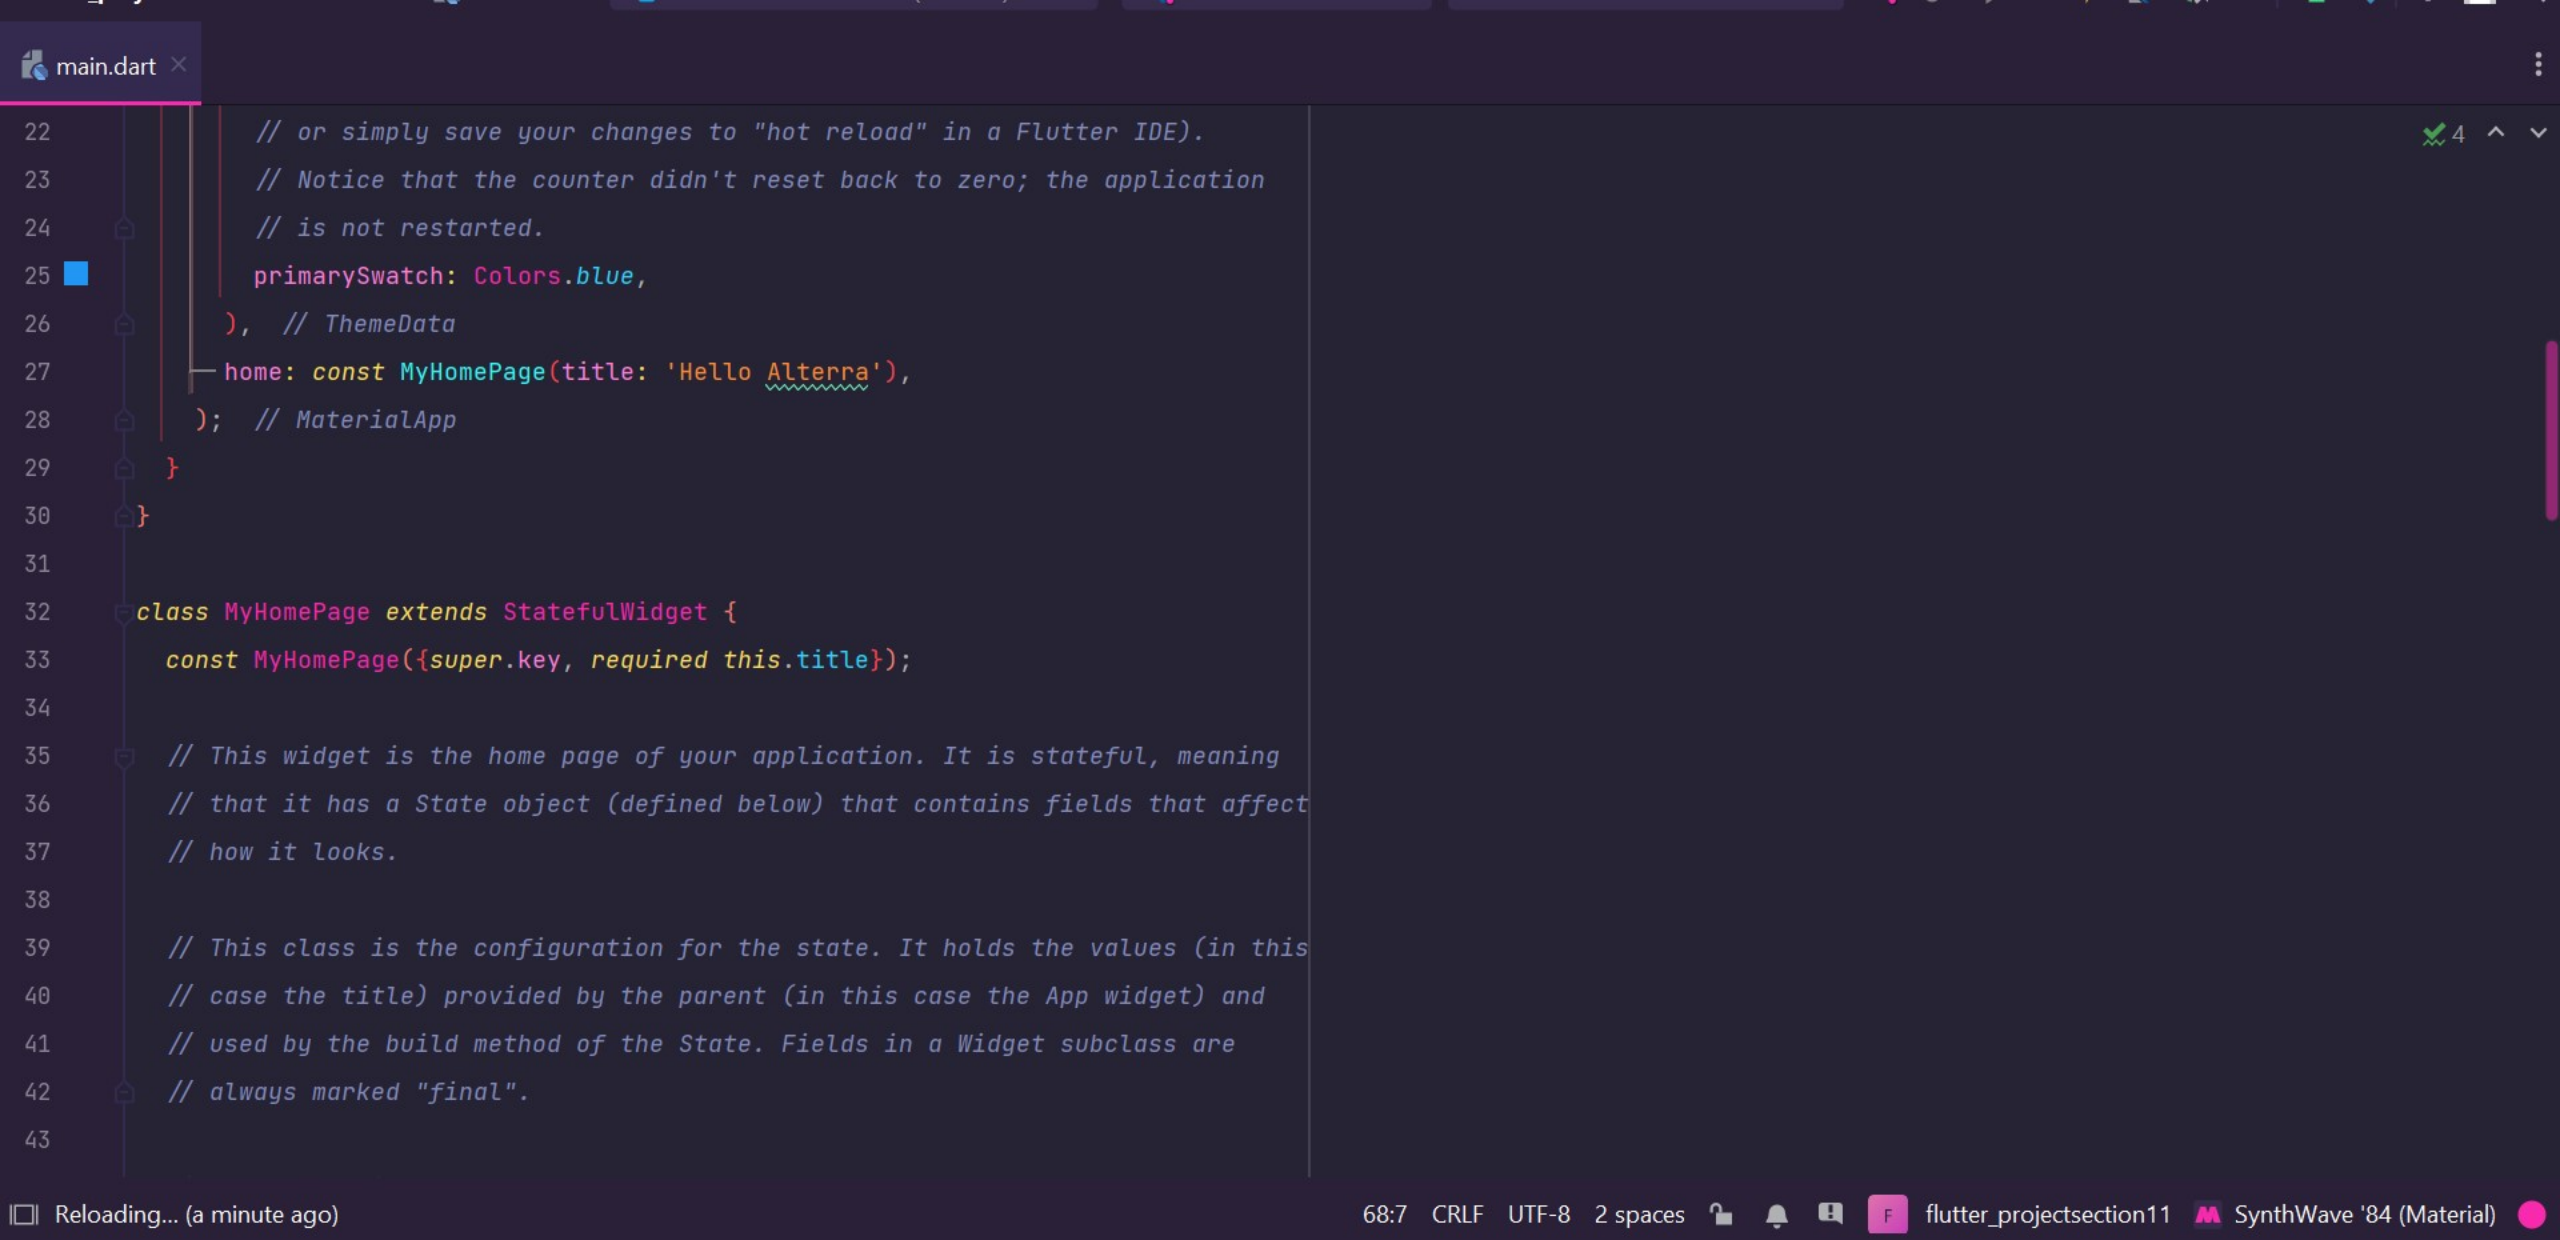 main.dart
22 // or simply save your changes to "hot reload" in a Flutter IDE).
4
23 // Notice that the counter didn't reset back to zero; the application
24 // is not restarted.
25 primarySwatch: Colors.blue,
26 ), // ThemeData
27 home: const MyHomePage(title: 'Hello Alterra'),
28 ); // MaterialApp
29 }
30 }
31
32 class MyHomePage extends StatefulWidget {
33 const MyHomePage({super.key, required this.title});
34
35 // This widget is the home page of your application. It is stateful, meaning
36 // that it has a State object (defined below) that contains fields that affect
37 // how it looks.
38
39 // This class is the configuration for the state. It holds the values (in this
40 // case the title) provided by the parent (in this case the App widget) and
41 // used by the build method of the State. Fields in a Widget subclass are
42 // always marked "final".
43
Reloading... (a minute ago) 68:7 CRLF UTF-8 2 spaces F flutter_projectsection11 SynthWave '84 (Material)